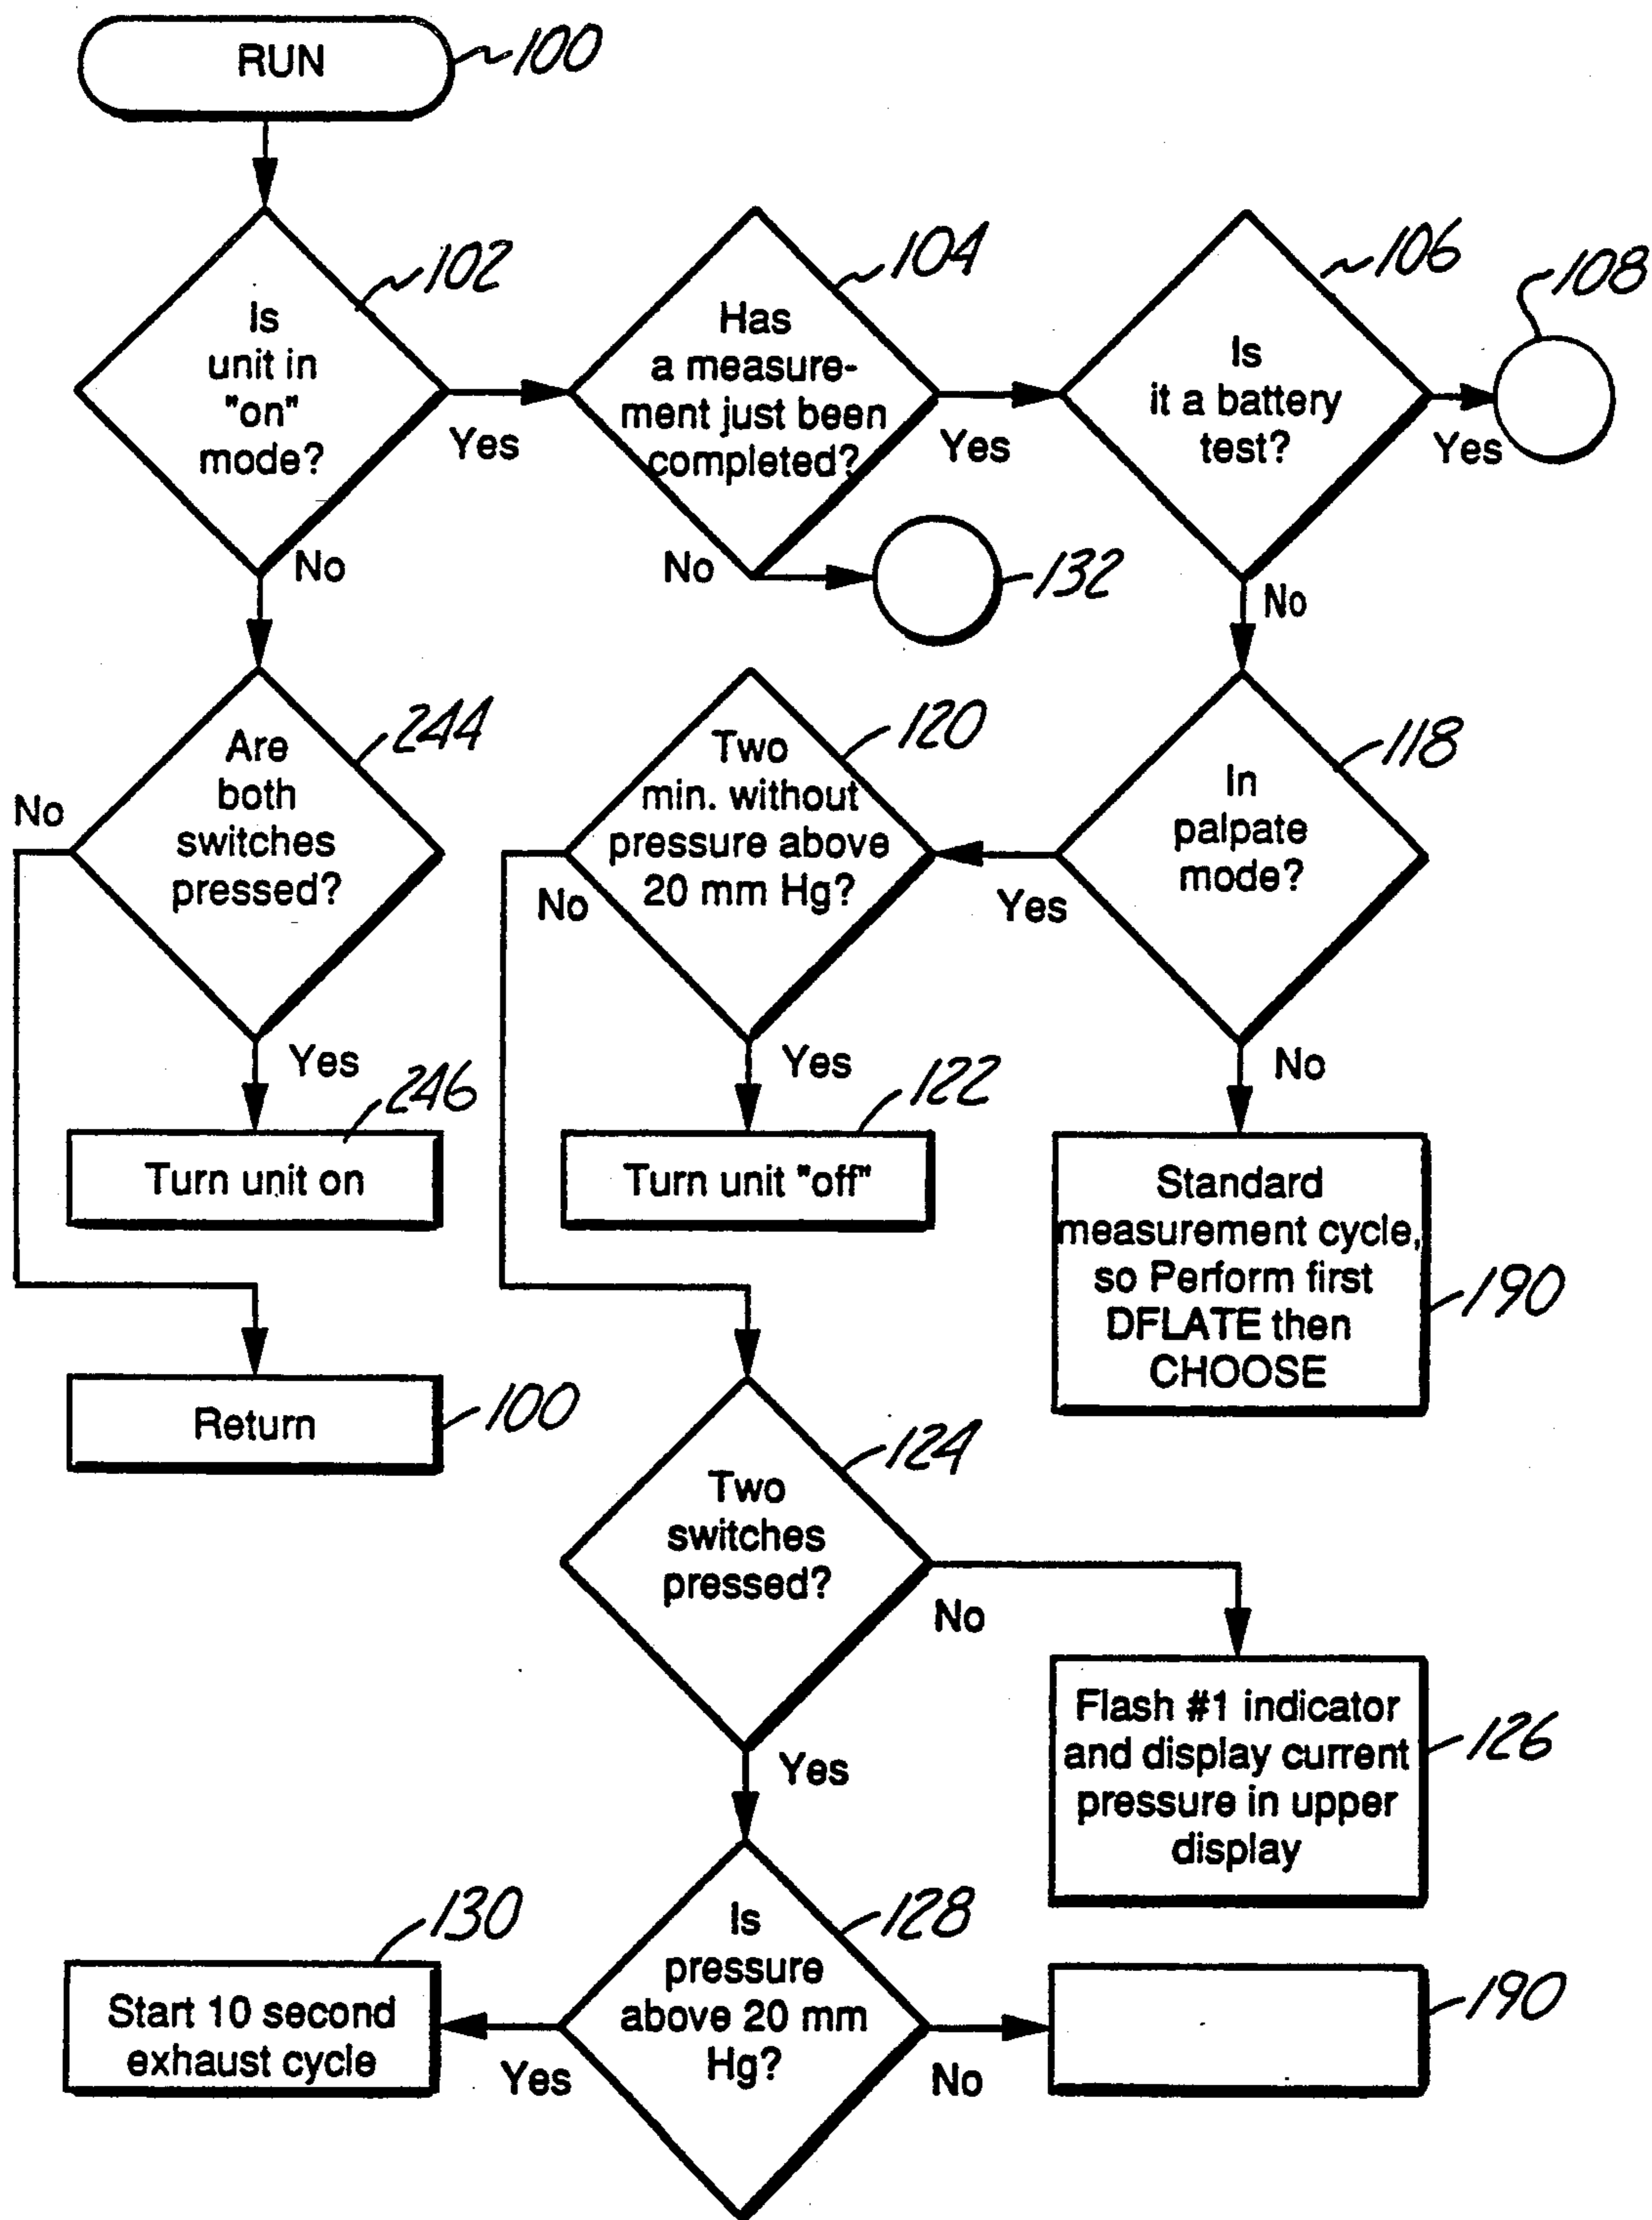 RUN
100
102
104
106
108
Is
unit in
"on"
mode?
Yes
No
Has
a measure-
ment just been
completed?
Yes
No
132
Is
it a battery
test?
Yes
No
244
Are
both
switches
pressed?
No
Yes
246
Turn unit on
Return
100
120
Two
min. without
pressure above
20 mm Hg?
No
Yes
122
Turn unit "off"
118
In
palpate
mode?
Yes
No
Standard
measurement cycle,
so Perform first
DFLATE then
CHOOSE
190
124
Two
switches
pressed?
No
Yes
Flash #1 indicator
and display current
pressure in upper
display
126
128
Is
pressure
above 20 mm
Hg?
Yes
No
130
Start 10 second
exhaust cycle
190